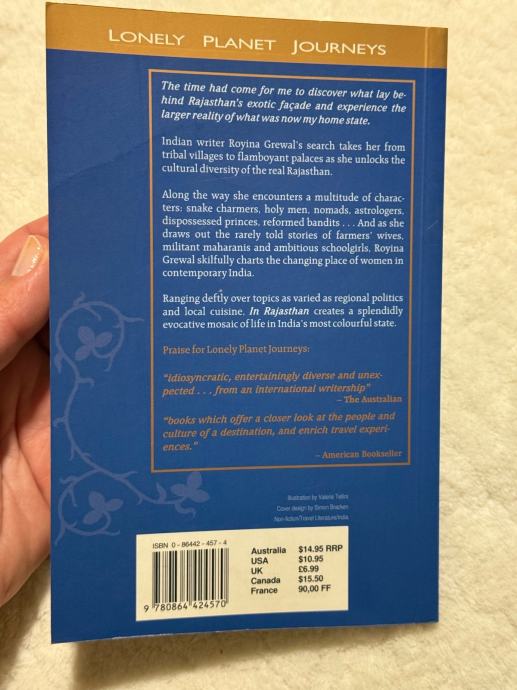 LONELY PLANET JOURNEYS
The time had come for me to discover what lay be-
hind Rajasthan's exotic façade and experience the
larger reality of what was now my home state.
Indian writer Royina Grewal's search takes her from
tribal villages to flamboyant palaces as she unlocks the
cultural diversity of the real Rajasthan.
Along the way she encounters a multitude of charac-
ters: snake charmers, holy men, nomads, astrologers,
dispossessed princes, reformed bandits . . . And as she
draws out the rarely told stories of farmers' wives,
militant maharanis and ambitious schoolgirls, Royina
Grewal skilfully charts the changing place of women in
contemporary India.
Ranging deftly over topics as varied as regional politics
and local cuisine. In Rajasthan creates a splendidly
evocative mosaic of life in India's most colourful state.
Praise for Lonely Planet Journeys:
“idiosyncratic, entertainingly diverse and unex-
pected . . . from an international writership”
– The Australian
“books which offer a closer look at the people and
culture of a destination, and enrich travel experi-
ences.”
– American Bookseller
Illustration by Valerie Tellini
Cover design by Simon Bracken
Non-fiction/Travel Literature/India
ISBN 0 - 86442 - 457 - 4
9 780864 424570
Australia $14.95 RRP
USA $10.95
UK £6.99
Canada $15.50
France 90,00 FF